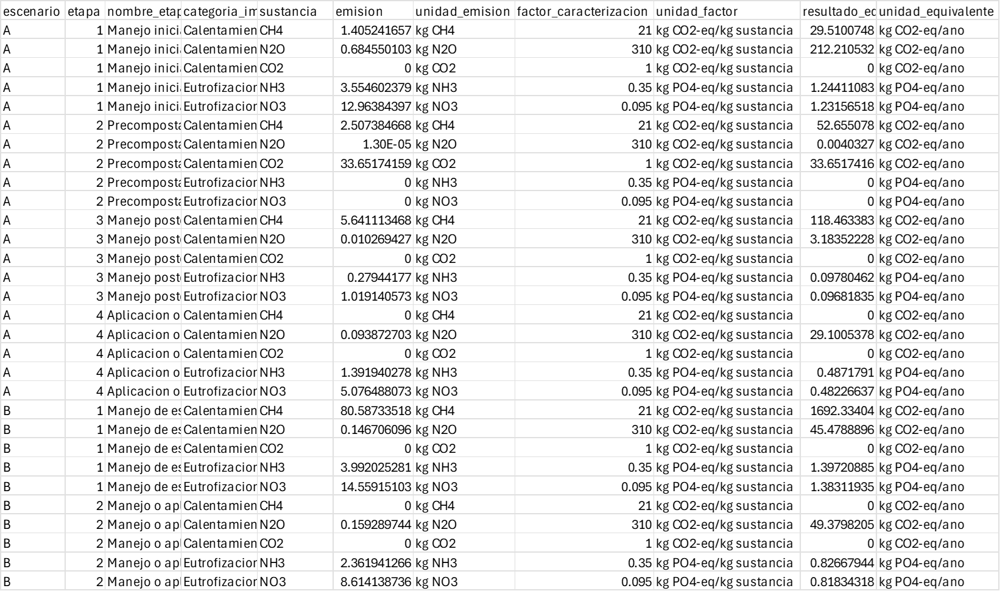 escenario etapa nombre_etap categoria_im sustancia emision unidad_emision factor_caracterizacion unidad_factor resultado_ec unidad_equivalente
A 1 Manejo inicia Calentamien CH4 1.405241657 kg CH4 21 kg CO2-eq/kg sustancia 29.5100748 kg CO2-eq/ano
A 1 Manejo inicia Calentamien N2O 0.684550103 kg N2O 310 kg CO2-eq/kg sustancia 212.210532 kg CO2-eq/ano
A 1 Manejo inicia Calentamien CO2 0 kg CO2 1 kg CO2-eq/kg sustancia 0 kg CO2-eq/ano
A 1 Manejo inicia Eutrofizacior NH3 3.554602379 kg NH3 0.35 kg PO4-eq/kg sustancia 1.24411083 kg PO4-eq/ano
A 1 Manejo inicia Eutrofizacior NO3 12.96384397 kg NO3 0.095 kg PO4-eq/kg sustancia 1.23156518 kg PO4-eq/ano
A 2 Precomposta Calentamien CH4 2.507384668 kg CH4 21 kg CO2-eq/kg sustancia 52.655078 kg CO2-eq/ano
A 2 Precomposta Calentamien N2O 1.30E-05 kg N2O 310 kg CO2-eq/kg sustancia 0.0040327 kg CO2-eq/ano
A 2 Precomposta Calentamien CO2 33.65174159 kg CO2 1 kg CO2-eq/kg sustancia 33.6517416 kg CO2-eq/ano
A 2 Precomposta Eutrofizacior NH3 0 kg NH3 0.35 kg PO4-eq/kg sustancia 0 kg PO4-eq/ano
A 2 Precomposta Eutrofizacior NO3 0 kg NO3 0.095 kg PO4-eq/kg sustancia 0 kg PO4-eq/ano
A 3 Manejo poste Calentamien CH4 5.641113468 kg CH4 21 kg CO2-eq/kg sustancia 118.463383 kg CO2-eq/ano
A 3 Manejo poste Calentamien N2O 0.010269427 kg N2O 310 kg CO2-eq/kg sustancia 3.18352228 kg CO2-eq/ano
A 3 Manejo poste Calentamien CO2 0 kg CO2 1 kg CO2-eq/kg sustancia 0 kg CO2-eq/ano
A 3 Manejo poste Eutrofizacior NH3 0.27944177 kg NH3 0.35 kg PO4-eq/kg sustancia 0.09780462 kg PO4-eq/ano
A 3 Manejo poste Eutrofizacior NO3 1.019140573 kg NO3 0.095 kg PO4-eq/kg sustancia 0.09681835 kg PO4-eq/ano
A 4 Aplicacion o Calentamien CH4 0 kg CH4 21 kg CO2-eq/kg sustancia 0 kg CO2-eq/ano
A 4 Aplicacion o Calentamien N2O 0.093872703 kg N2O 310 kg CO2-eq/kg sustancia 29.1005378 kg CO2-eq/ano
A 4 Aplicacion o Calentamien CO2 0 kg CO2 1 kg CO2-eq/kg sustancia 0 kg CO2-eq/ano
A 4 Aplicacion o Eutrofizacior NH3 1.391940278 kg NH3 0.35 kg PO4-eq/kg sustancia 0.4871791 kg PO4-eq/ano
A 4 Aplicacion o Eutrofizacior NO3 5.076488073 kg NO3 0.095 kg PO4-eq/kg sustancia 0.48226637 kg PO4-eq/ano
B 1 Manejo de es Calentamien CH4 80.58733518 kg CH4 21 kg CO2-eq/kg sustancia 1692.33404 kg CO2-eq/ano
B 1 Manejo de es Calentamien N2O 0.146706096 kg N2O 310 kg CO2-eq/kg sustancia 45.4788896 kg CO2-eq/ano
B 1 Manejo de es Calentamien CO2 0 kg CO2 1 kg CO2-eq/kg sustancia 0 kg CO2-eq/ano
B 1 Manejo de es Eutrofizacior NH3 3.992025281 kg NH3 0.35 kg PO4-eq/kg sustancia 1.39720885 kg PO4-eq/ano
B 1 Manejo de es Eutrofizacior NO3 14.55915103 kg NO3 0.095 kg PO4-eq/kg sustancia 1.38311935 kg PO4-eq/ano
B 2 Manejo o apl Calentamien CH4 0 kg CH4 21 kg CO2-eq/kg sustancia 0 kg CO2-eq/ano
B 2 Manejo o apl Calentamien N2O 0.159289744 kg N2O 310 kg CO2-eq/kg sustancia 49.3798205 kg CO2-eq/ano
B 2 Manejo o apl Calentamien CO2 0 kg CO2 1 kg CO2-eq/kg sustancia 0 kg CO2-eq/ano
B 2 Manejo o apl Eutrofizacior NH3 2.361941266 kg NH3 0.35 kg PO4-eq/kg sustancia 0.82667944 kg PO4-eq/ano
B 2 Manejo o apl Eutrofizacior NO3 8.614138736 kg NO3 0.095 kg PO4-eq/kg sustancia 0.81834318 kg PO4-eq/ano